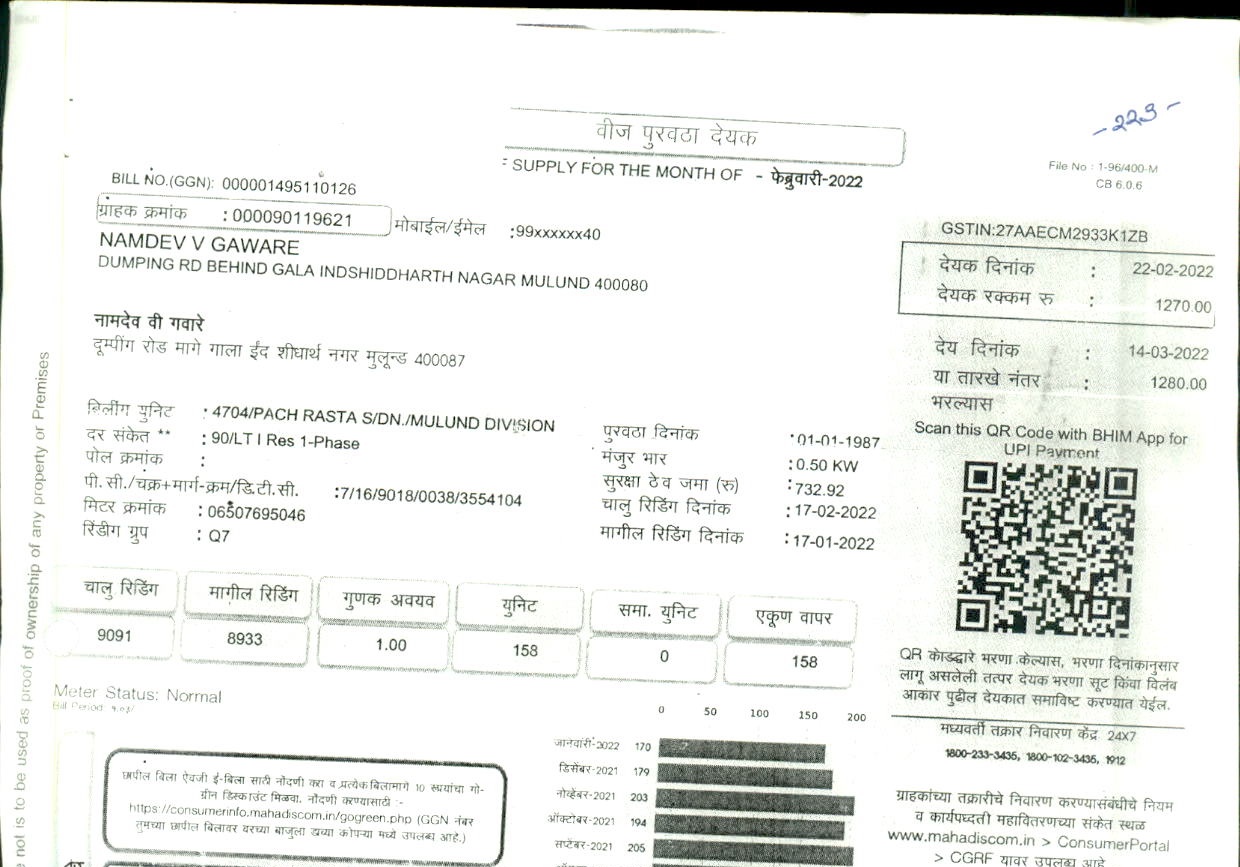 -223-
वीज पुरवठा देयक
SUPPLY FOR THE MONTH OF - फेब्रुवारी-2022
File No : 1-96/400-M
CB 6.0.6
BILL NO.(GGN): 000001495110126
ग्राहक क्रमांक : 000090119621
मोबाईल/ईमेल :99xxxxxx40
NAMDEV V GAWARE
DUMPING RD BEHIND GALA INDSHIDDHARTH NAGAR MULUND 400080
नामदेव वी गवारे
दूम्पींग रोड मागे गाला ईंद शीधार्थ नगर मुलून्ड 400087
GSTIN:27AAECM2933K1ZB
देयक दिनांक : 22-02-2022
देयक रक्कम रु : 1270.00
देय दिनांक : 14-03-2022
या तारखे नंतर : 1280.00
भरल्यास
Scan this QR Code with BHIM App for
UPI Payment
बिलींग युनिट : 4704/PACH RASTA S/DN./MULUND DIVISION
दर संकेत ** : 90/LT I Res 1-Phase
पोल क्रमांक :
पी. सी./चक्र+मार्ग-क्रम/डि.टी.सी. :7/16/9018/0038/3554104
मिटर क्रमांक : 06507695046
रिंडीग ग्रुप : Q7
पुरवठा दिनांक :01-01-1987
मंजुर भार : 0.50 KW
सुरक्षा ठेव जमा (रु) : 732.92
चालु रिडिंग दिनांक : 17-02-2022
मागील रिडिंग दिनांक : 17-01-2022
चालु रिडिंग मागील रिडिंग गुणक अवयव युनिट समा. युनिट एकूण वापर
9091 8933 1.00 158 0 158
Meter Status: Normal
Bill Period:
0 50 100 150 200
जानवारी-2022 170
डिसेंबर-2021 179
नोव्हेंबर-2021 203
ऑक्टोबर-2021 194
सप्टेंबर-2021 205
छापील बिला ऐवजी ई-बिला साठी नोंदणी करा व प्रत्येक बिलामागे 10 रुपयांचा गो-
ग्रीन डिस्काउंट मिळवा. नोंदणी करण्यासाठी :-
https://consumerinfo.mahadiscom.in/gogreen.php (GGN नंबर
तुमच्या छापील बिलावर वरच्या बाजुला डाव्या कोपऱ्या मध्ये उपलब्ध आहे.)
QR कोडद्वारे भरणा केल्यास, भरणा दिनांकानुसार
लागू असलेली तत्पर देयक भरणा सूट किंवा विलंब
आकार पुढील देयकात समाविष्ट करण्यात येईल.
मध्यवर्ती तक्रार निवारण केंद्र 24X7
1800-233-3435, 1800-102-3435, 1912
ग्राहकांच्या तक्रारींचे निवारण करण्यासंबंधीचे नियम
व कार्यपध्दती महावितरणच्या संकेत स्थळ
www.mahadiscom.in > ConsumerPortal
> CGRF यावर उपलब्ध आहे
not is to be used as proof of ownership of any property or Premises